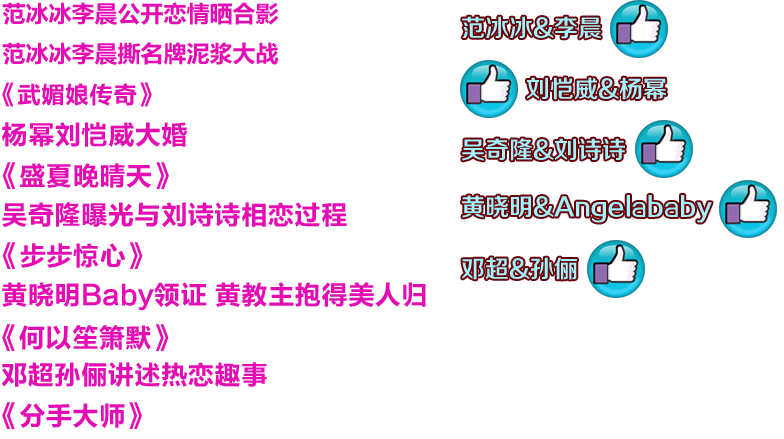 范冰冰李晨公开恋情晒合影
范冰冰李晨撕名牌泥浆大战
《武媚娘传奇》
杨幂刘恺威大婚
《盛夏晚晴天》
吴奇隆曝光与刘诗诗相恋过程
《步步惊心》
黄晓明Baby领证 黄教主抱得美人归
《何以笙箫默》
邓超孙俪讲述热恋趣事
《分手大师》
范冰冰&李晨
刘恺威&杨幂
吴奇隆&刘诗诗
黄晓明&Angelababy
邓超&孙俪